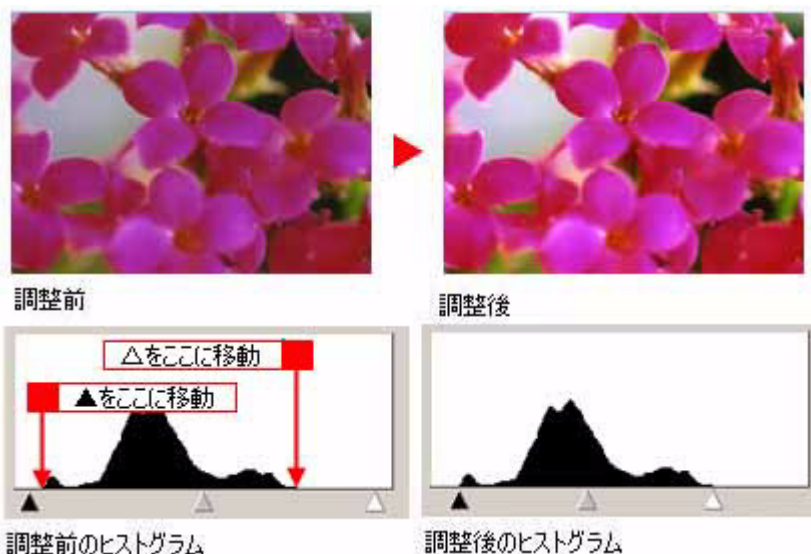 調整前
調整後
△をここに移動
▲をここに移動
調整前のヒストグラム
調整後のヒストグラム